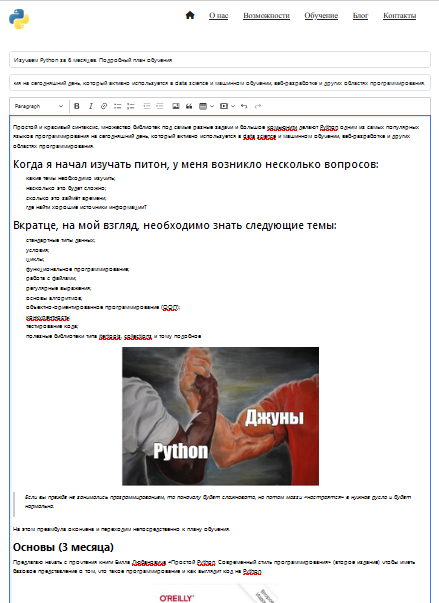 О нас Возможности Обучение Блог Контакты
Изучаем Python за 6 месяцев. Подробный план обучения
ия на сегодняшний день, который активно используется в data science и машинном обучении, веб-разработке и других областях программирования.
Paragraph
Простой и красивый синтаксис, множество библиотек под самые разные задачи и большое комьюнити делают Python одним из самых популярных
языков программирования на сегодняшний день, который активно используется в data science и машинном обучении, веб-разработке и других
областях программирования.
Когда я начал изучать питон, у меня возникло несколько вопросов:
какие темы необходимо изучить;
насколько это будет сложно;
сколько это займёт времени;
где найти хорошие источники информации?
Вкратце, на мой взгляд, необходимо знать следующие темы:
стандартные типы данных;
условия;
циклы;
функциональное программирование;
работа с файлами;
регулярные выражения;
основы алгоритмов;
объектно-ориентированное программирование (ООП);
конкурентность;
тестирование кода;
полезные библиотеки типа itertools, collections и тому подобное.
Джуны
Python
Если вы прежде не занимались программированием, то поначалу будет сложновато, но потом мозги «настроятся» в нужное русло и будет
нормально.
На этом преамбула окончена и переходим непосредственно к плану обучения.
Основы (3 месяца)
Предлагаю начать с прочтения книги Билла Любановича «Простой Python. Современный стиль программирования» (второе издание) чтобы иметь
базовое представление о том, что такое программирование и как выглядит код на Python.
O'REILLY